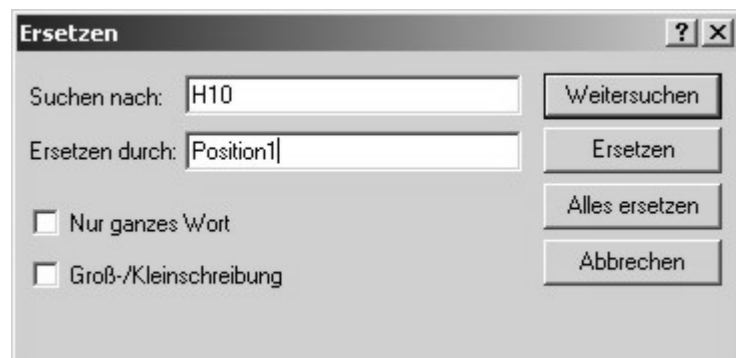 Ersetzen
Suchen nach: H10 Weitersuchen
Ersetzen durch: Position1 Ersetzen
Alles ersetzen
Nur ganzes Wort
Abbrechen
Groß-/Kleinschreibung